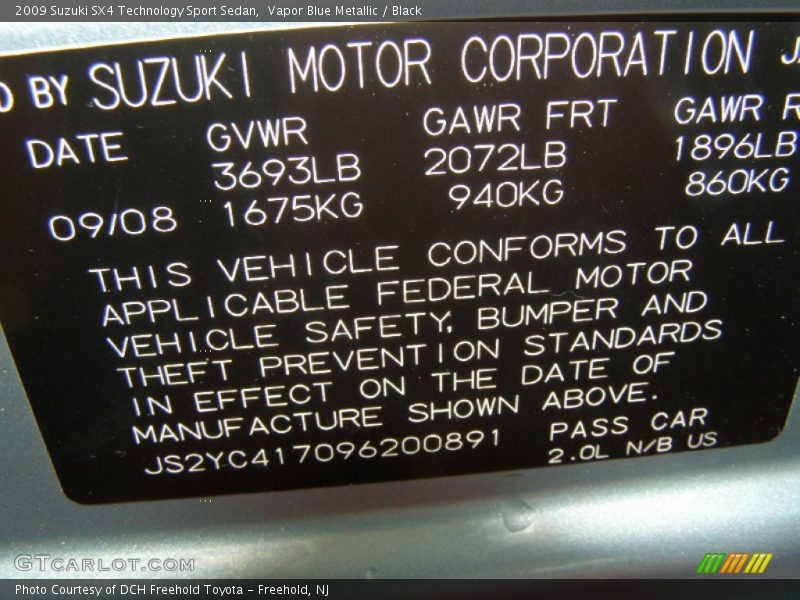 2009 Suzuki SX4 Technology Sport Sedan, Vapor Blue Metallic / Black
D BY SUZUKI MOTOR CORPORATION
DATE GVWR GAWR FRT GAWR
3693LB 2072LB 1896LB
09/08 1675KG 940KG 860KG
THIS VEHICLE CONFORMS TO ALL
APPLICABLE FEDERAL MOTOR
VEHICLE SAFETY, BUMPER AND
THEFT PREVENTION STANDARDS
IN EFFECT ON THE DATE OF
MANUFACTURE SHOWN ABOVE.
JS2YC417096200891 PASS CAR
2.0L N/B US
GTCARLOT.COM
Photo Courtesy of DCH Freehold Toyota - Freehold, NJ